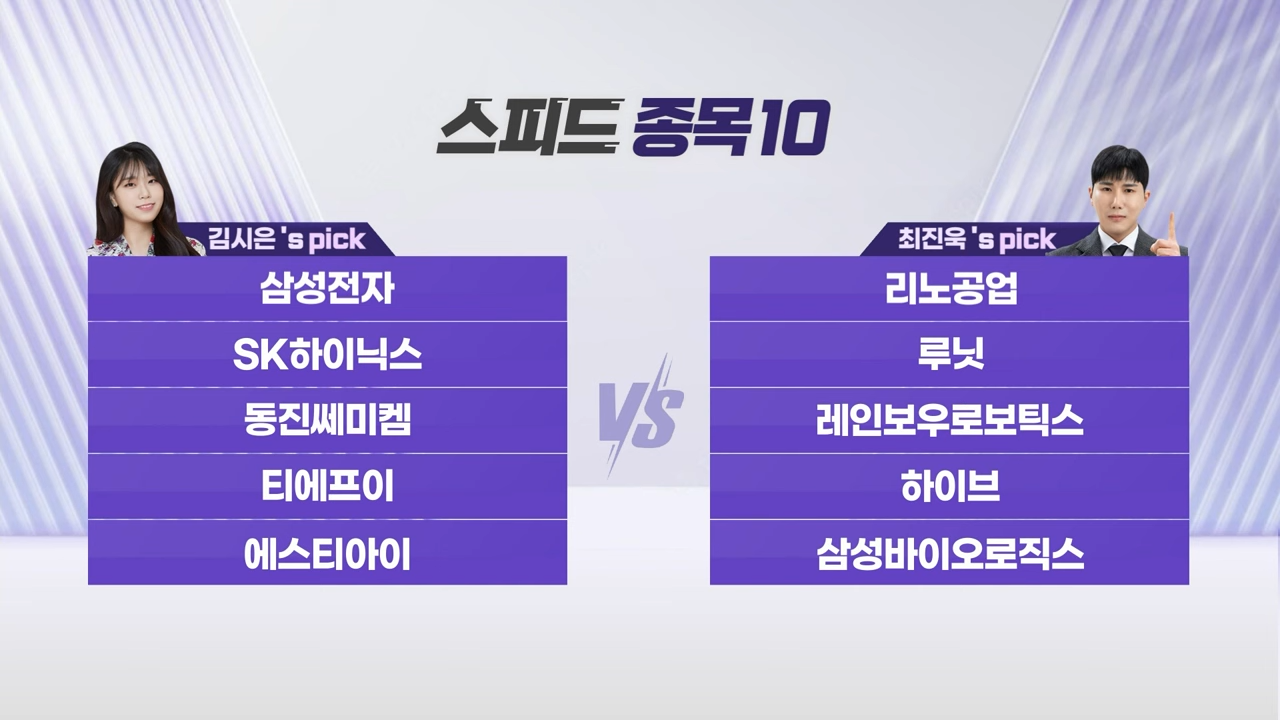 스피드 종목10
김시은 's pick
삼성전자
SK하이닉스
동진쎄미켐
티에프이
에스티아이
VS
최진욱 's pick
리노공업
루닛
레인보우로보틱스
하이브
삼성바이오로직스